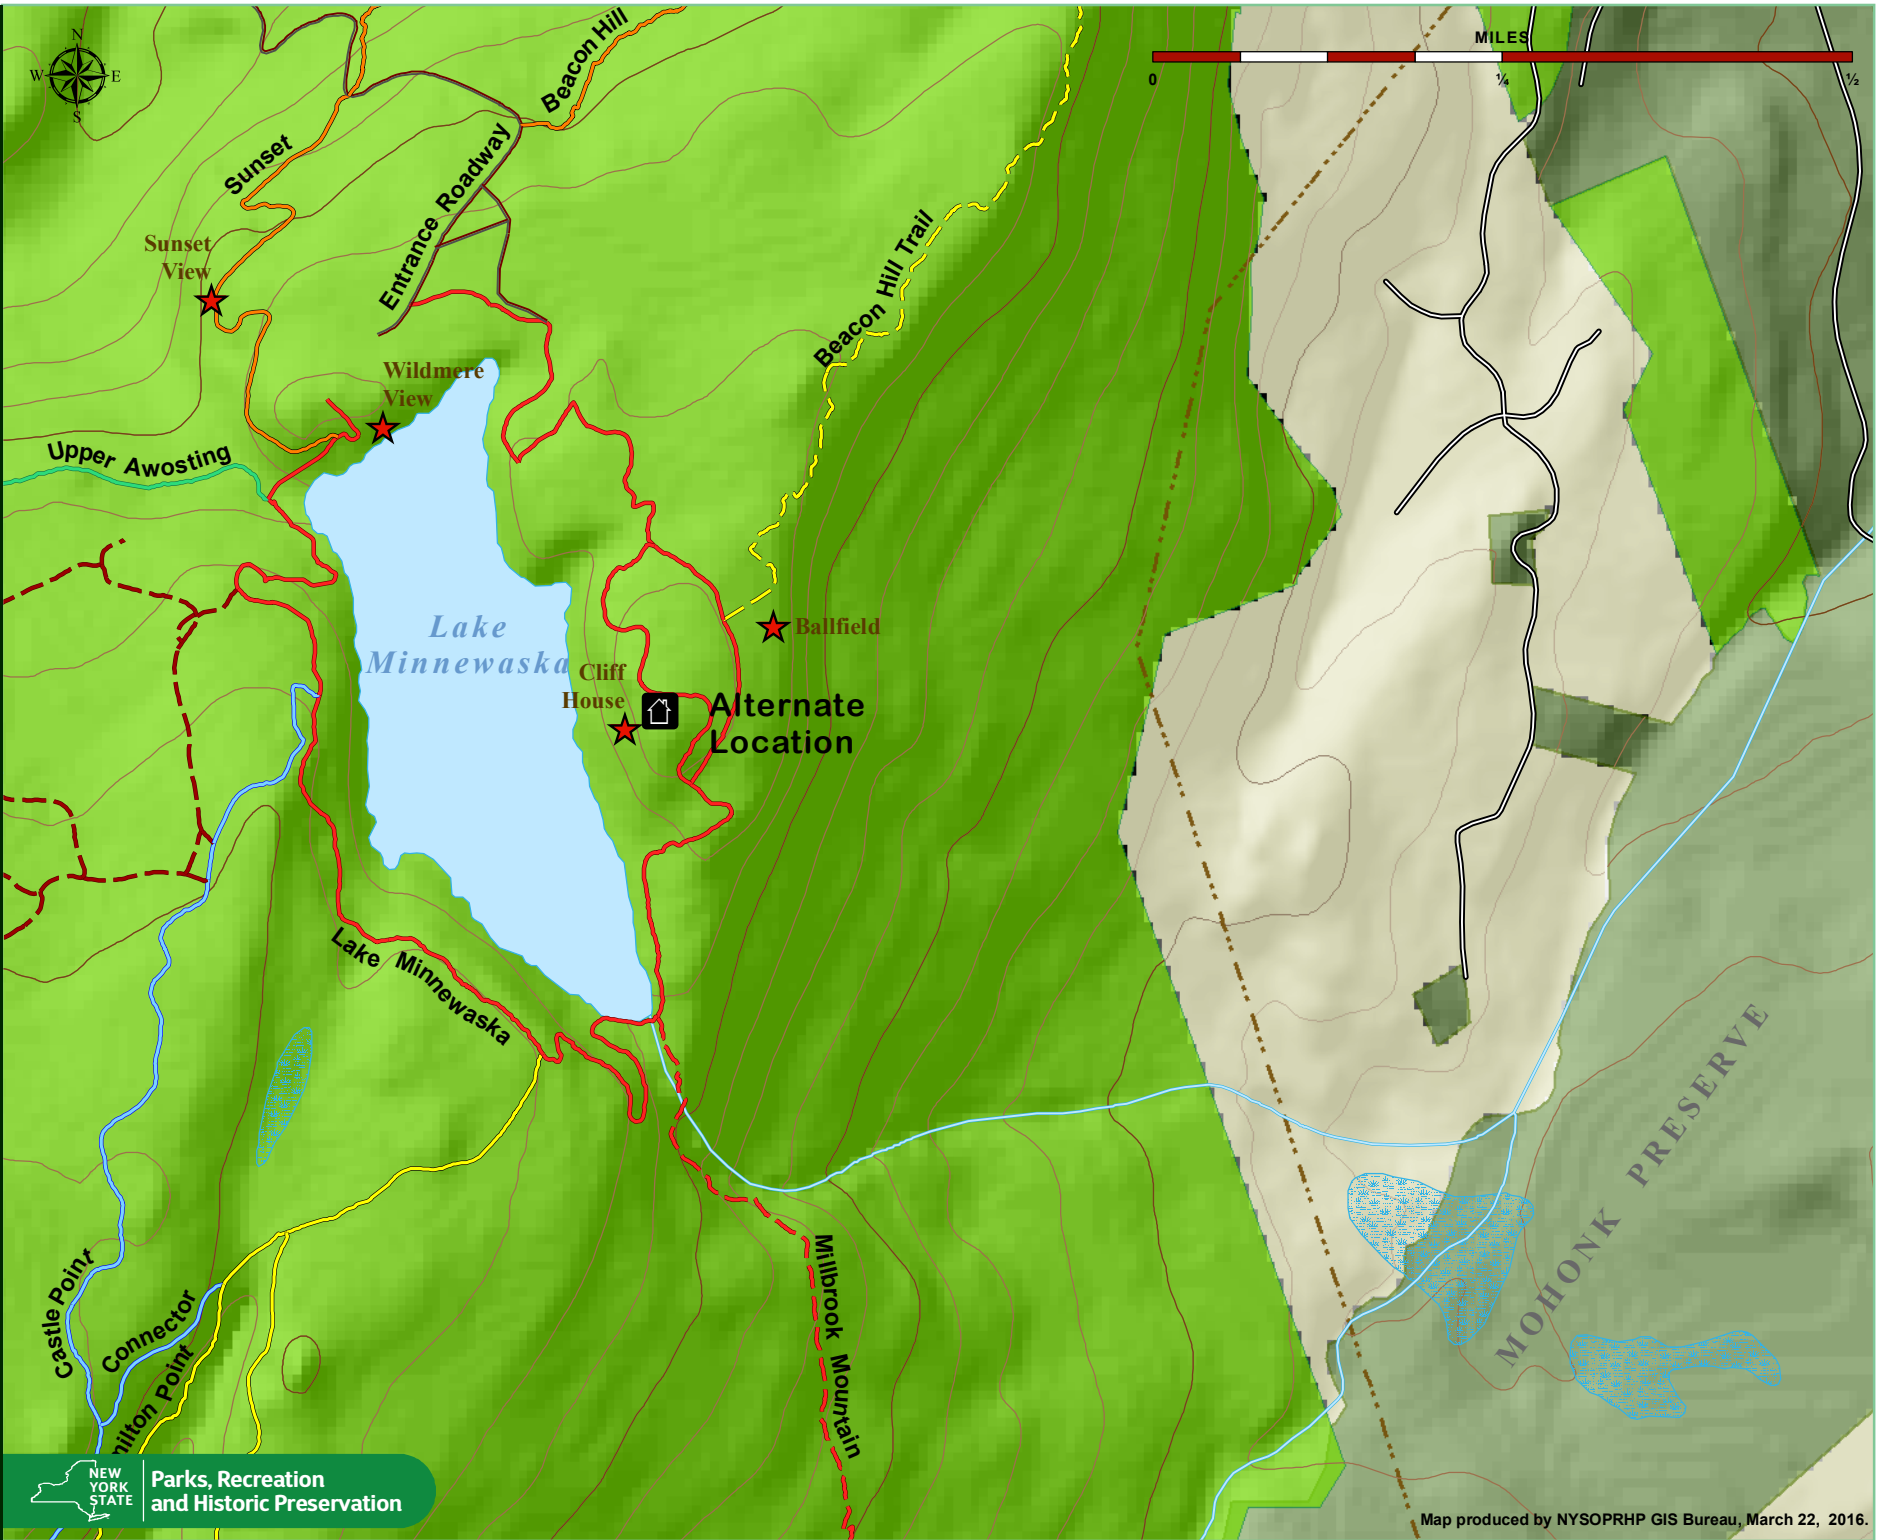 N
W E
S
MILES
0 ¼ ½
Beacon Hill
Sunset
Entrance Roadway
Sunset
View
Beacon Hill Trail
Wildmere
View
Upper Awosting
Lake
Minnewaska
Ballfield
Cliff
House
Alternate
Location
Lake Minnewaska
MOHONK PRESERVE
Castle Point
Connector
milton Point
Millbrook Mountain
NEW
YORK
STATE
Parks, Recreation
and Historic Preservation
Map produced by NYSOPRHP GIS Bureau, March 22, 2016.